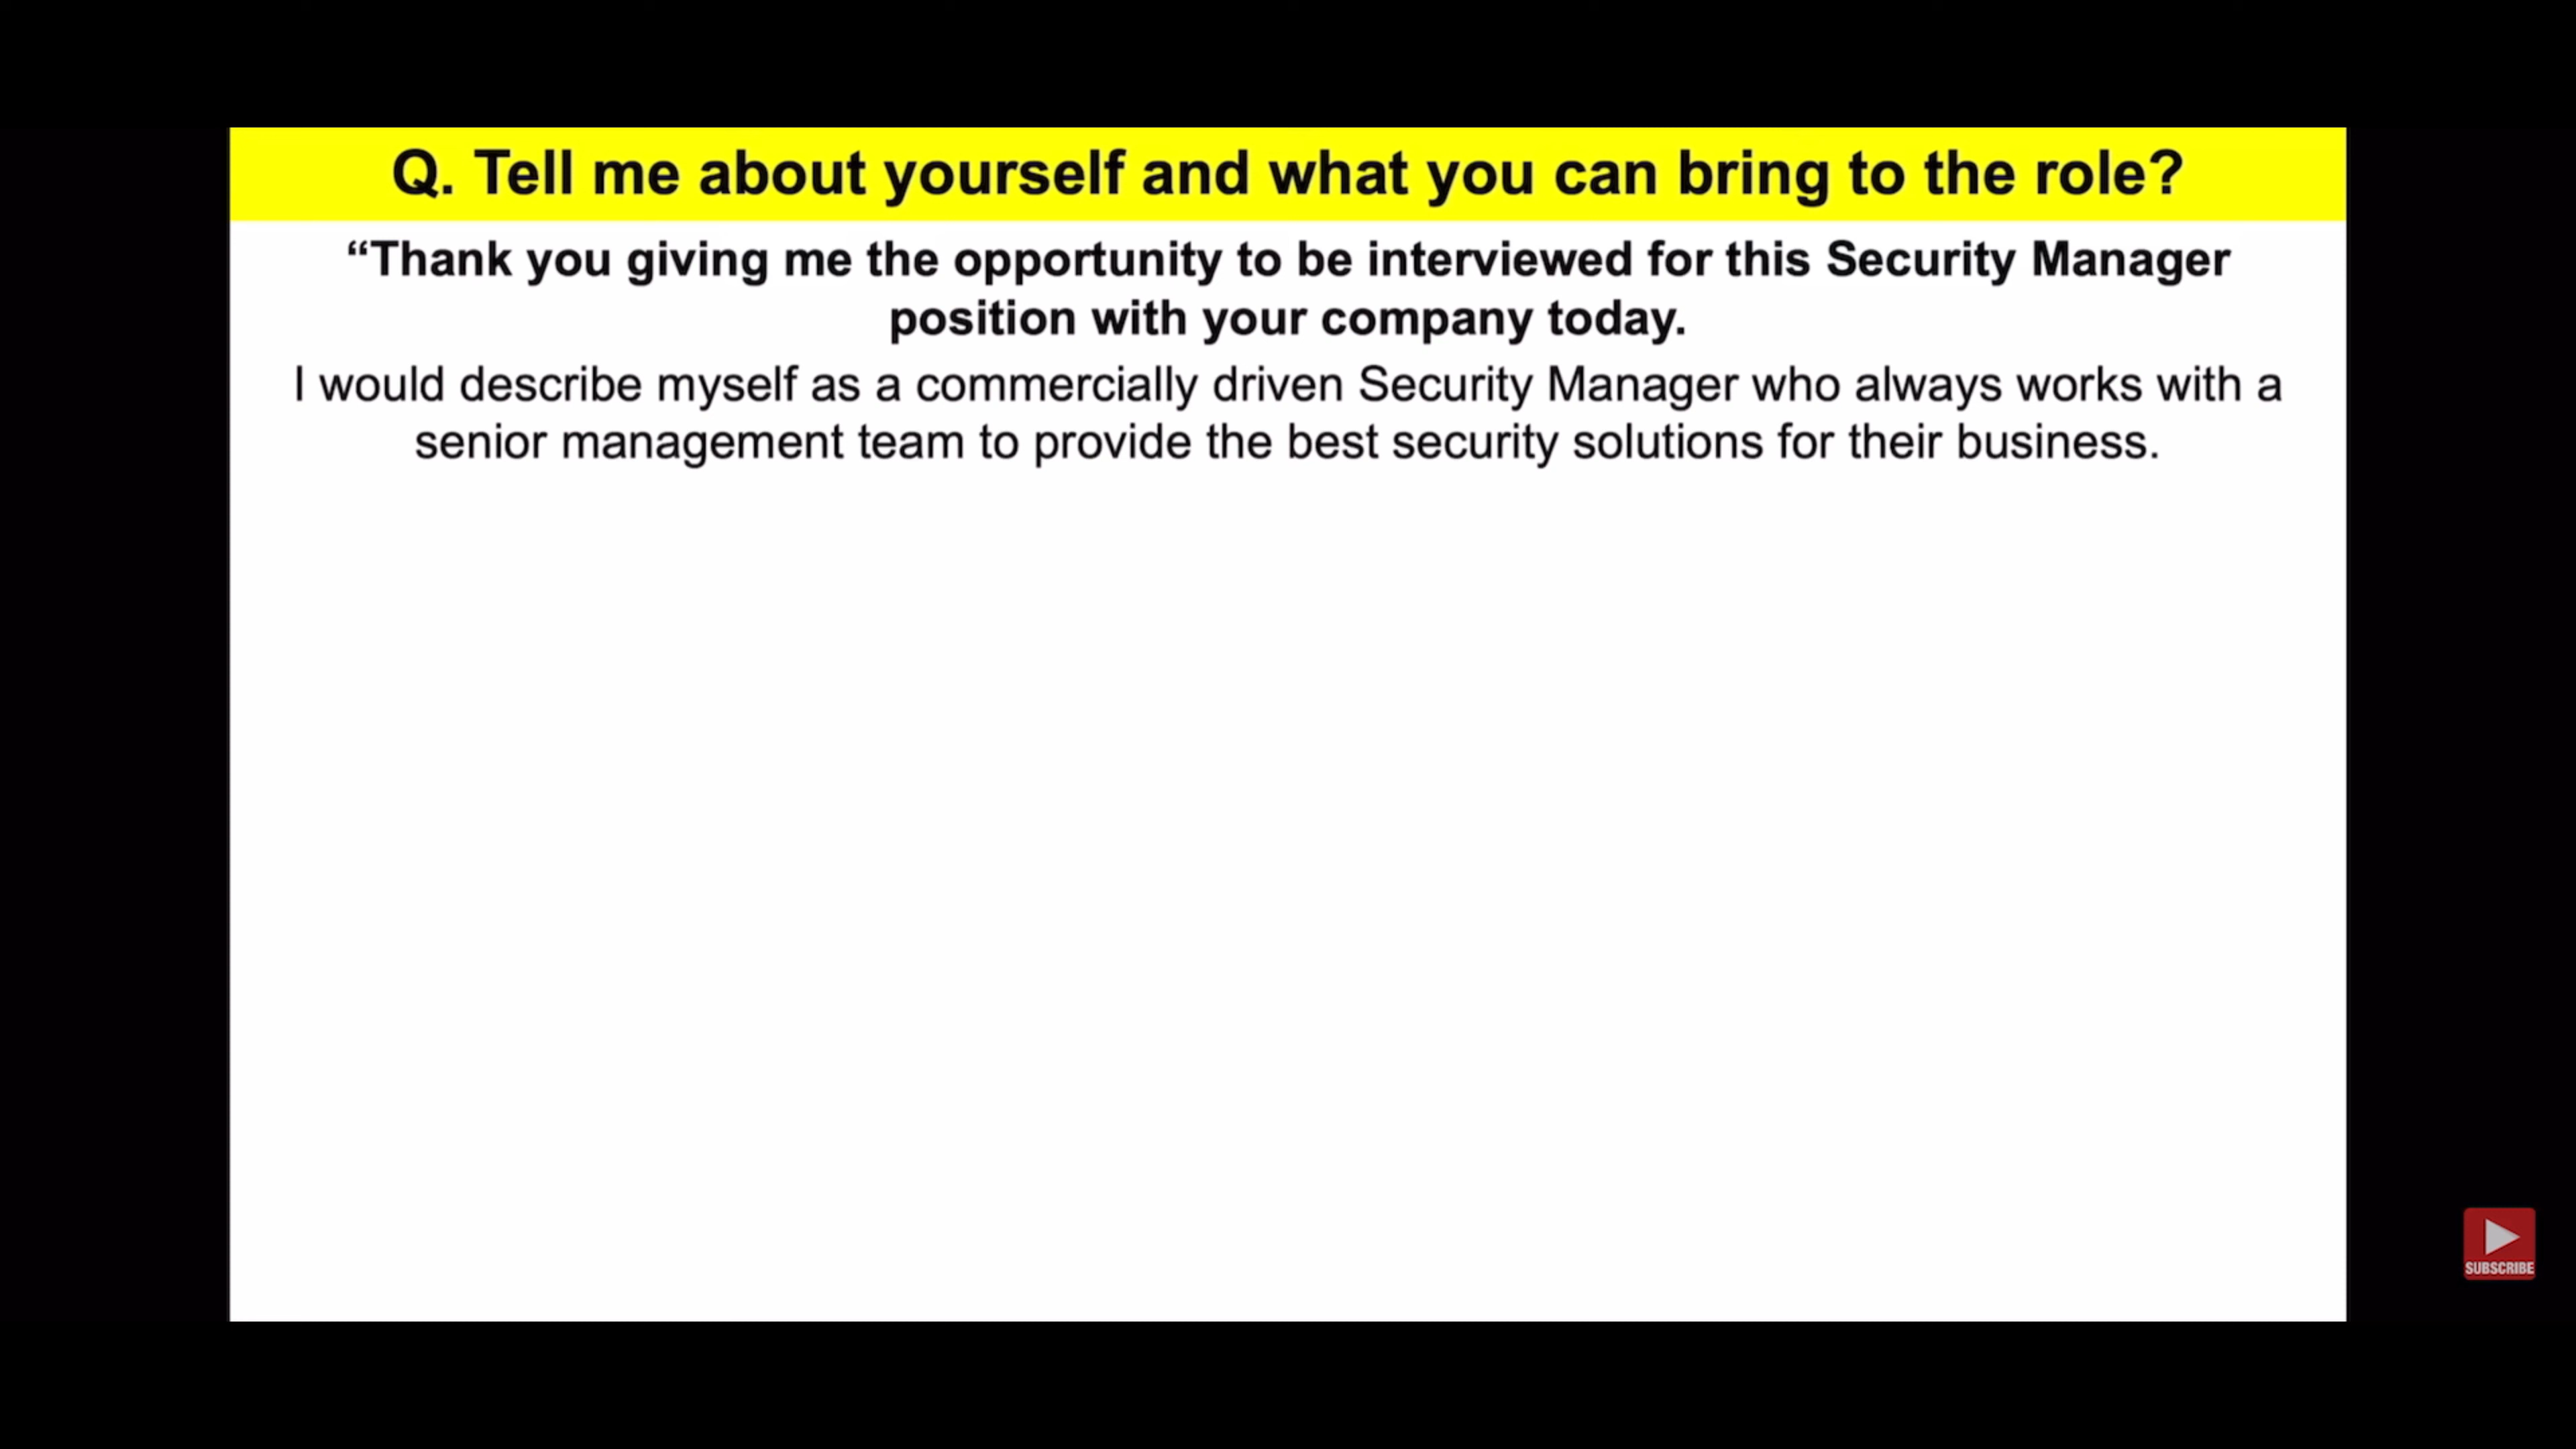 Q. Tell me about yourself and what you can bring to the role?
“Thank you giving me the opportunity to be interviewed for this Security Manager
position with your company today.
I would describe myself as a commercially driven Security Manager who always works with a
senior management team to provide the best security solutions for their business.
SUBSCRIBE